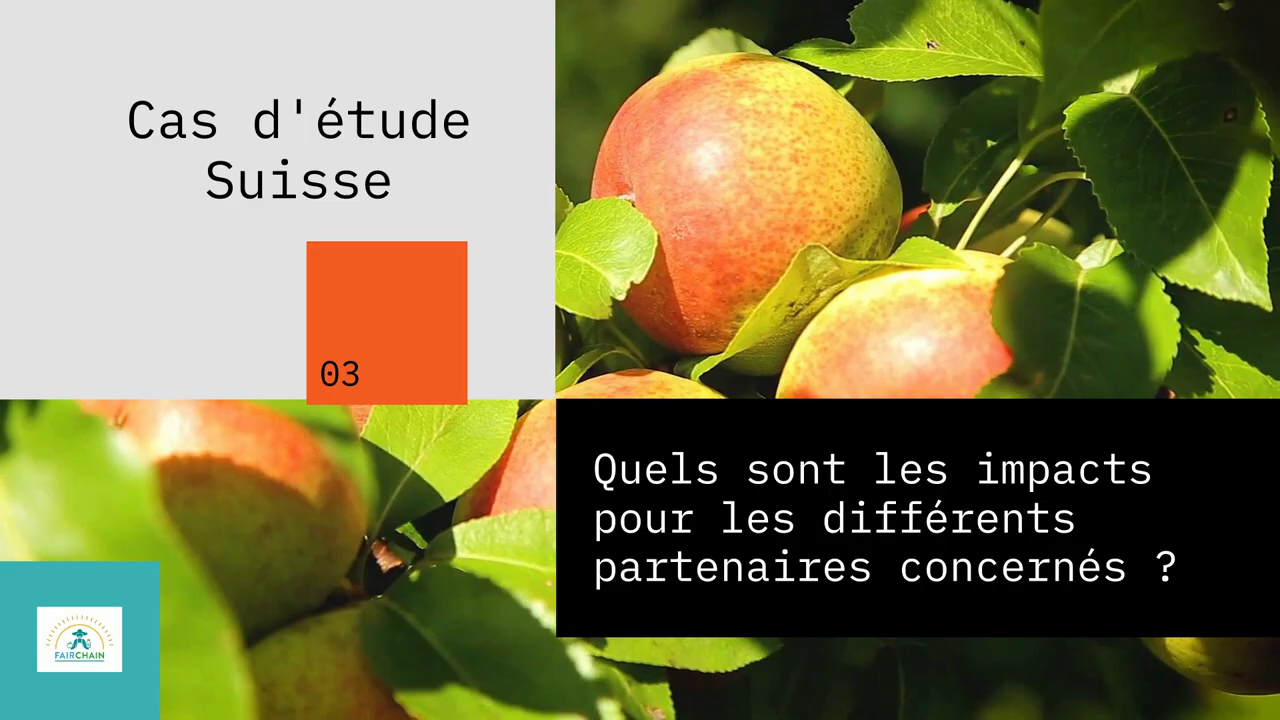 Cas d'étude
Suisse
03
Quels sont les impacts
pour les différents
partenaires concernés ?
FAIRCHAIN